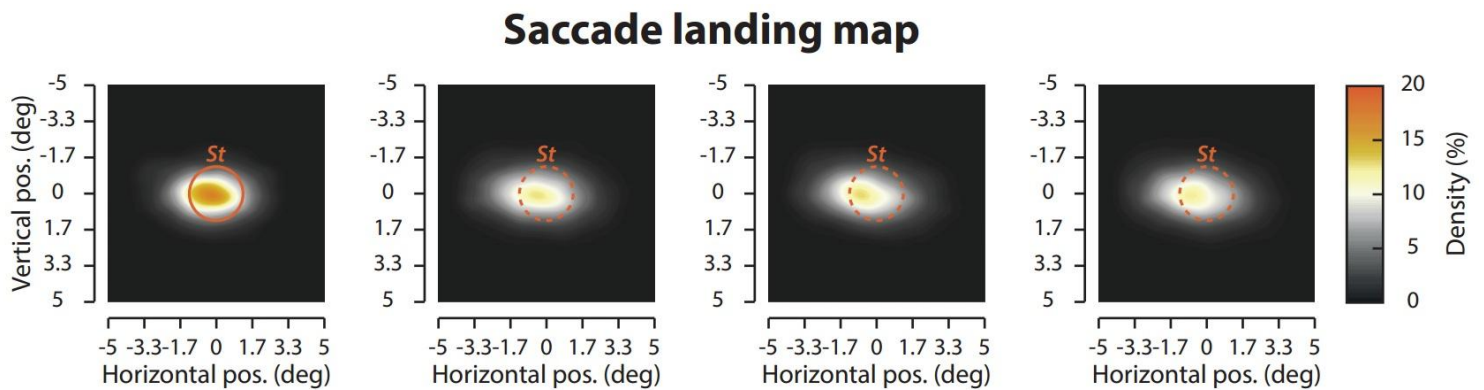 Saccade landing map
-5 -5 -5 -5 20
-3.3 -3.3 -3.3 -3.3
St St St St 15
-1.7 -1.7 -1.7 -1.7
0 0 0 0 10
1.7 1.7 1.7 1.7
5
3.3 3.3 3.3 3.3
5 5 5 5 0
Vertical pos. (deg)
Density (%)
-5 -3.3 -1.7 0 1.7 3.3 5 -5 -3.3 -1.7 0 1.7 3.3 5 -5 -3.3 -1.7 0 1.7 3.3 5 -5 -3.3 -1.7 0 1.7 3.3 5
Horizontal pos. (deg) Horizontal pos. (deg) Horizontal pos. (deg) Horizontal pos. (deg)